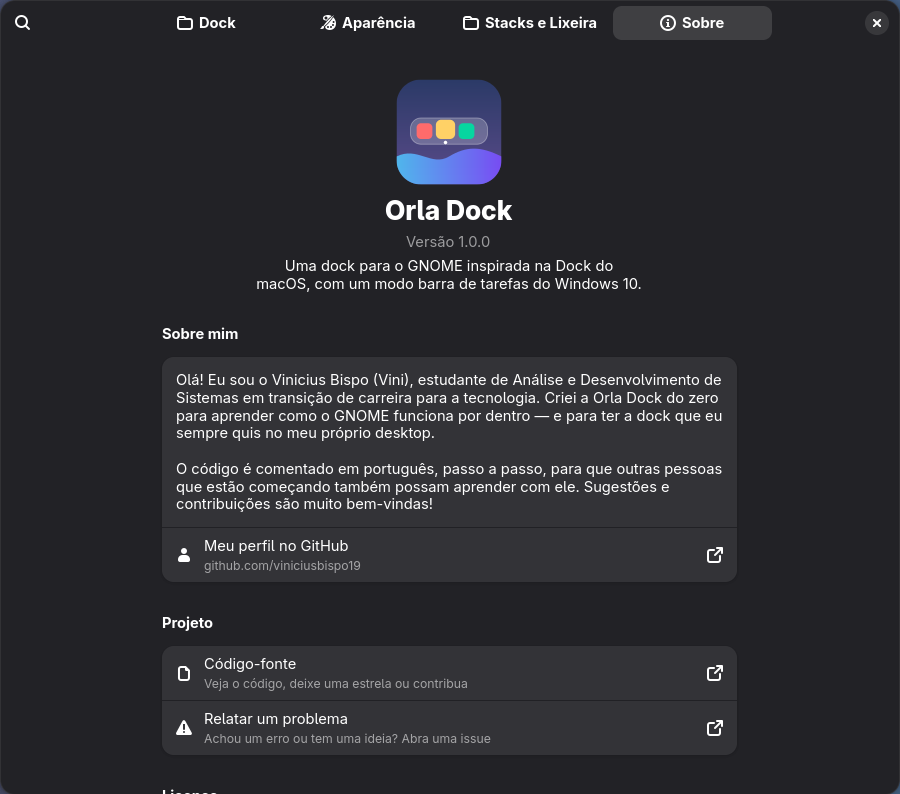 Dock
Aparência
Stacks e Lixeira
Sobre
Orla Dock
Versão 1.0.0
Uma dock para o GNOME inspirada na Dock do
macOS, com um modo barra de tarefas do Windows 10.
Sobre mim
Olá! Eu sou o Vinicius Bispo (Vini), estudante de Análise e Desenvolvimento de
Sistemas em transição de carreira para a tecnologia. Criei a Orla Dock do zero
para aprender como o GNOME funciona por dentro — e para ter a dock que eu
sempre quis no meu próprio desktop.
O código é comentado em português, passo a passo, para que outras pessoas
que estão começando também possam aprender com ele. Sugestões e
contribuições são muito bem-vindas!
Meu perfil no GitHub
github.com/viniciusbispo19
Projeto
Código-fonte
Veja o código, deixe uma estrela ou contribua
Relatar um problema
Achou um erro ou tem uma ideia? Abra uma issue